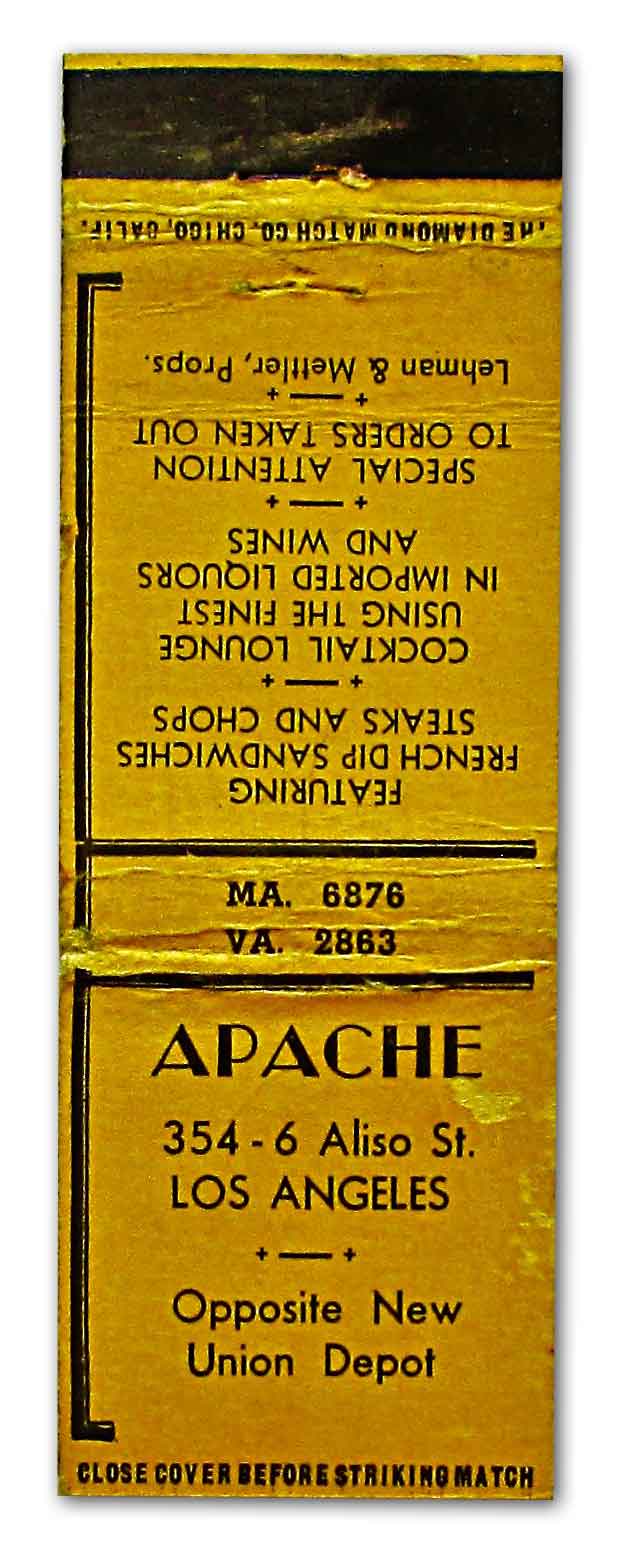 THE DIAMOND MATCH CO., CHICO, CALIF.
FEATURING
FRENCH DIP SANDWICHES
STEAKS AND CHOPS
COCKTAIL LOUNGE
USING THE FINEST
IN IMPORTED LIQUORS
AND WINES
SPECIAL ATTENTION
TO ORDERS TAKEN OUT
Lehman & Mettler, Props.
MA. 6876
VA. 2863
APACHE
354-6 Aliso St.
LOS ANGELES
Opposite New
Union Depot
CLOSE COVER BEFORE STRIKING MATCH